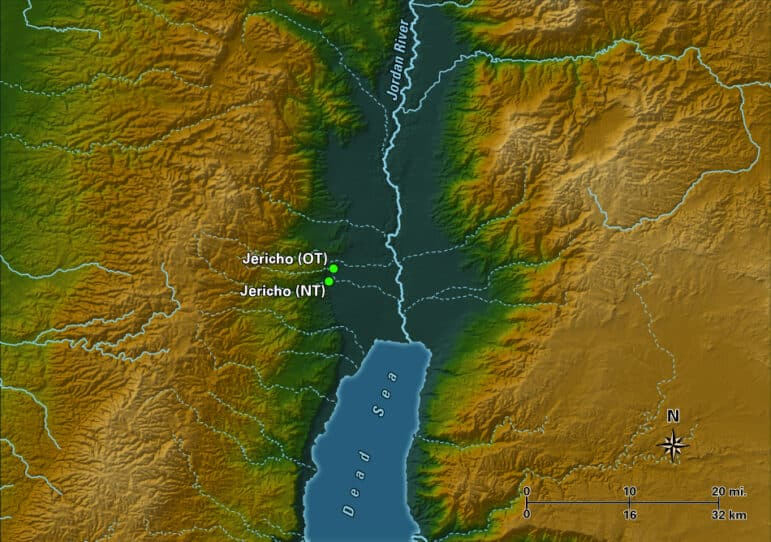 Jordan River
Jericho (OT)
Jericho (NT)
Dead Sea
N
0 10 20 mi.
0 16 32 km